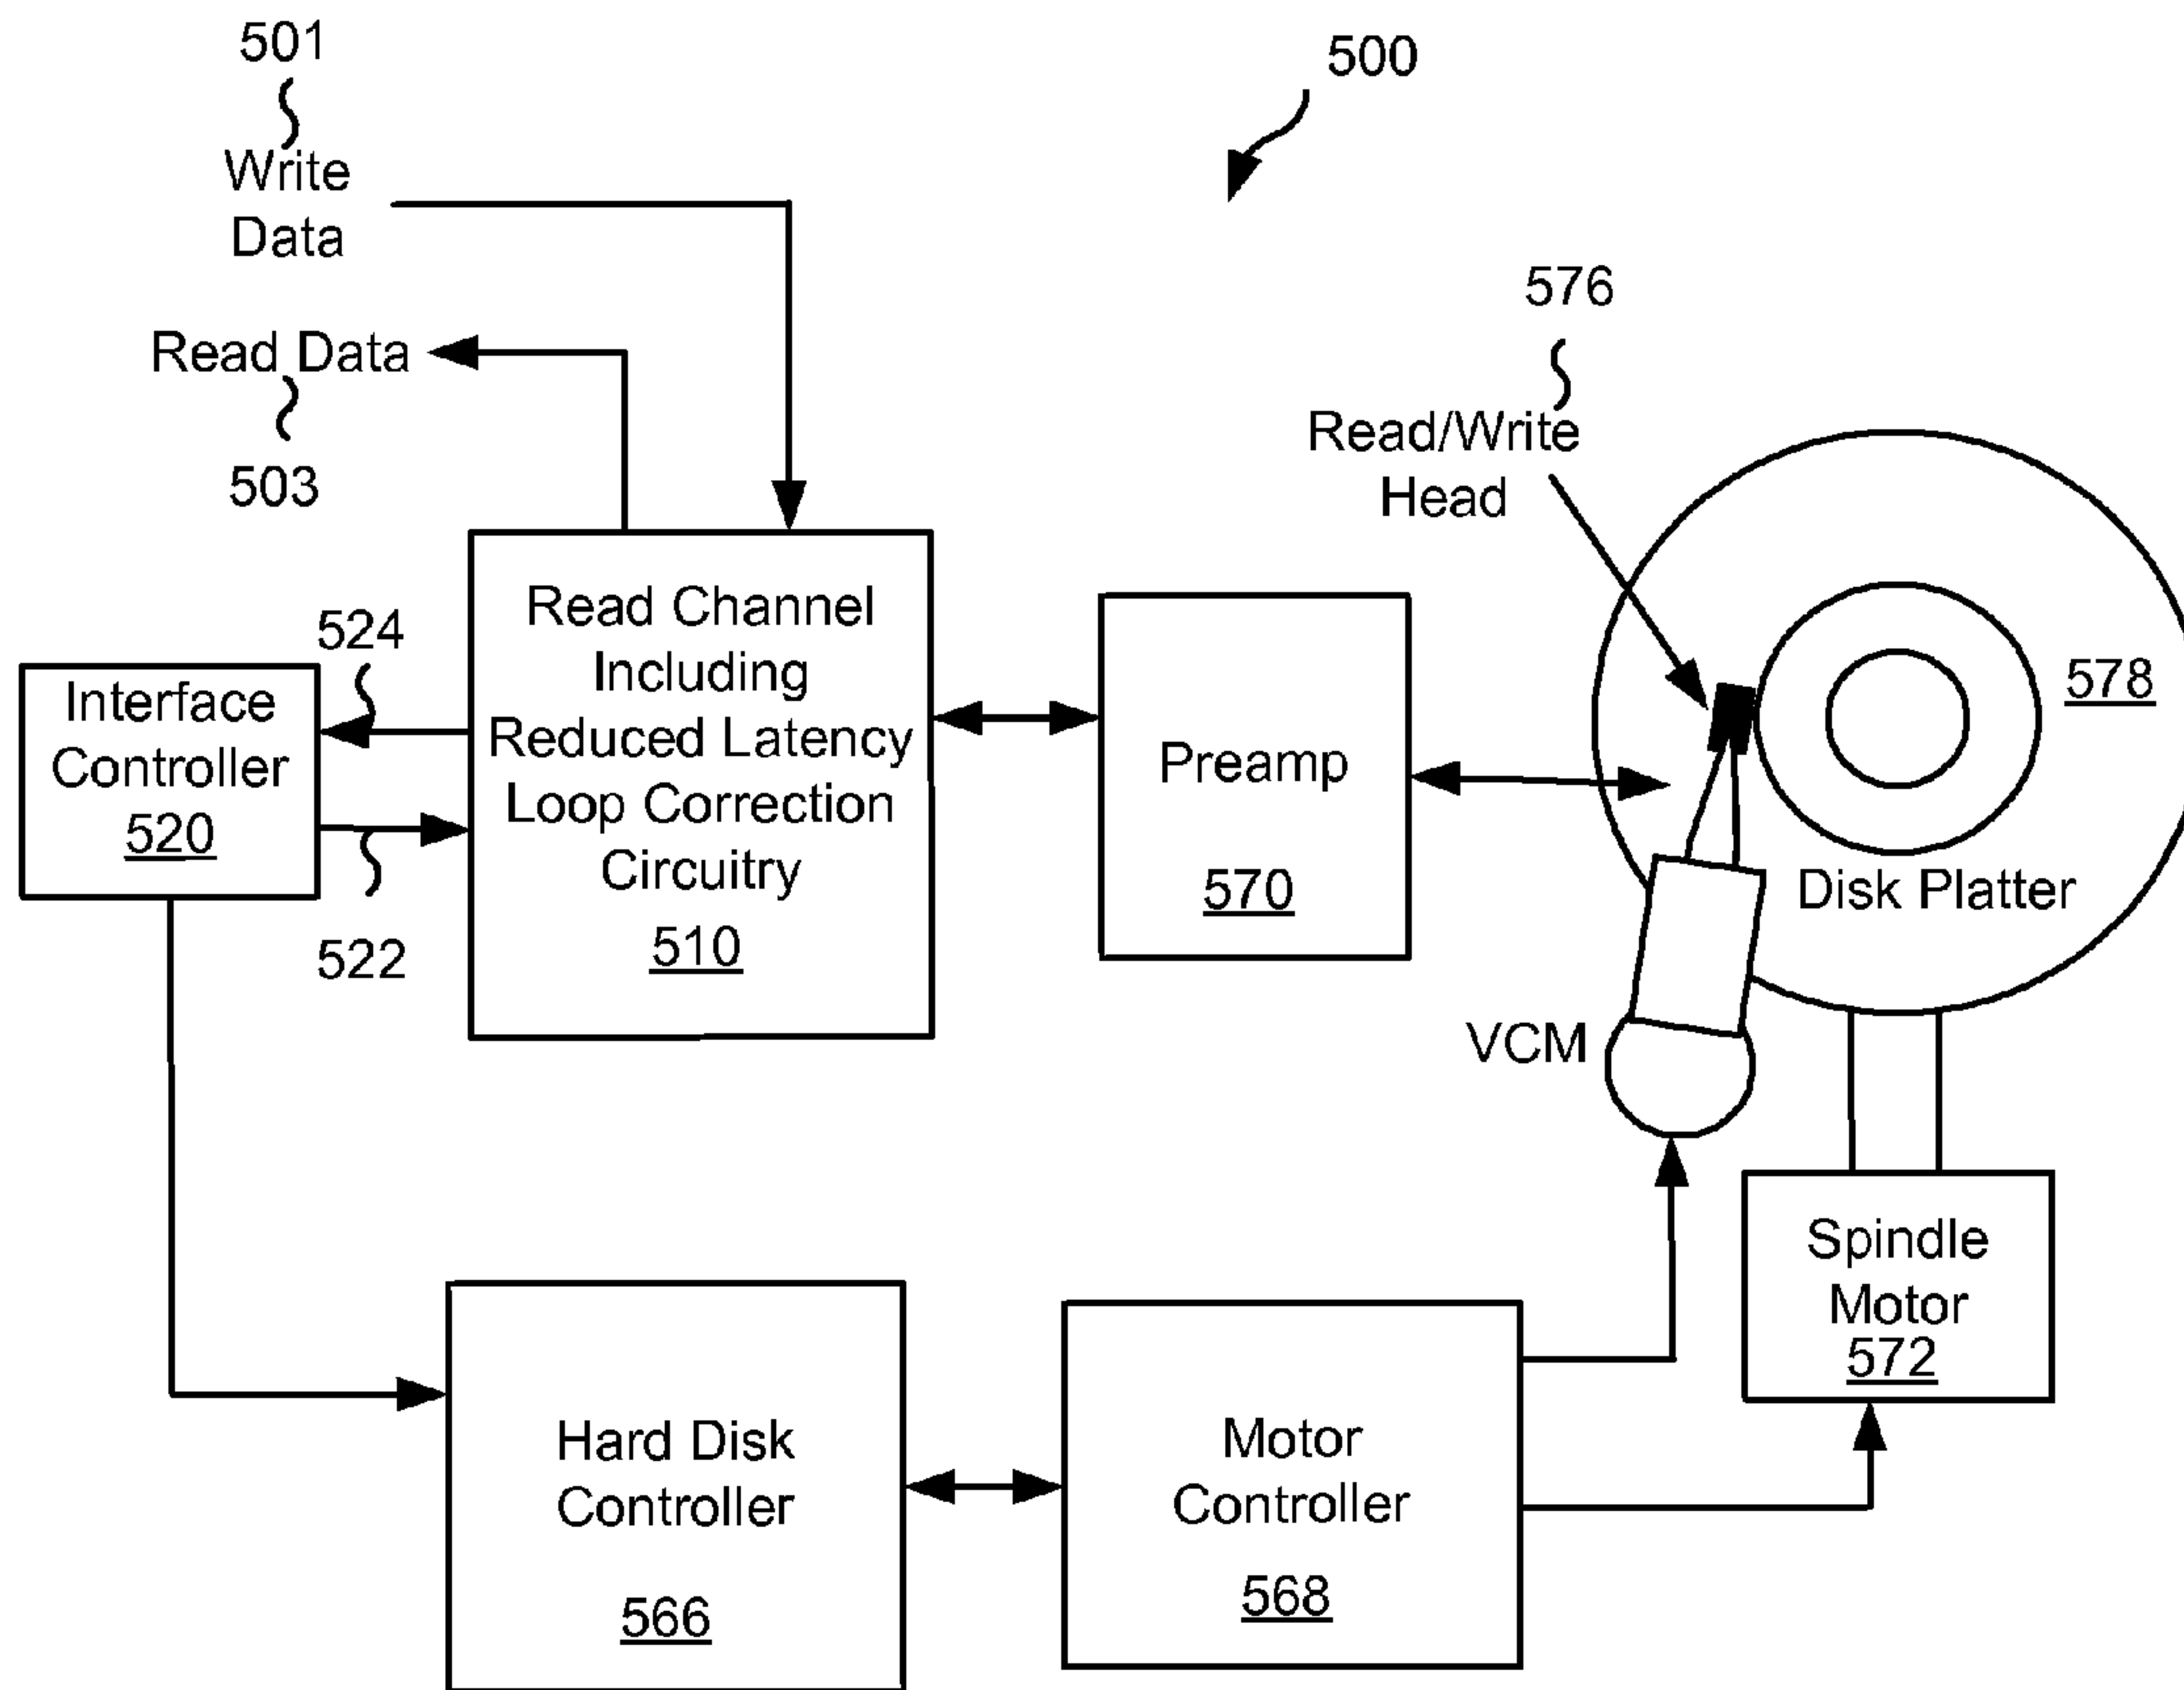 501
Write
Data
500
Read Data
503
576
Read/Write
Head
524
Interface
Controller
520
522
Read Channel
Including
Reduced Latency
Loop Correction
Circuitry
510
Preamp
570
578
Disk Platter
VCM
Spindle
Motor
572
Hard Disk
Controller
566
Motor
Controller
568